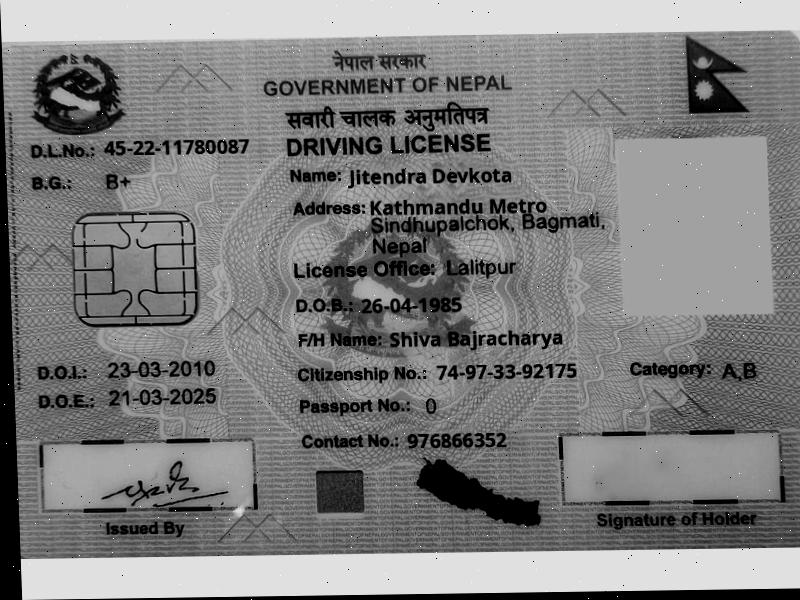 नेपाल सरकार
GOVERNMENT OF NEPAL
सवारी चालक अनुमतिपत्र
DRIVING LICENSE
D.L.No.: 45-22-11780087
B.G.: B+
Name: Jitendra Devkota
Address: Kathmandu Metro
Sindhupalchok, Bagmati,
Nepal
License Office: Lalitpur
D.O.B.: 26-04-1985
F/H Name: Shiva Bajracharya
D.O.I.: 23-03-2010
Citizenship No.: 74-97-33-92175
Category: A,B
D.O.E.: 21-03-2025
Passport No.: 0
Contact No.: 976866352
Issued By
Signature of Holder